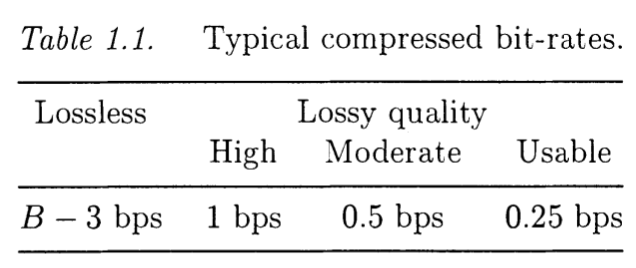 Table 1.1. Typical compressed bit-rates.
Lossless Lossy quality
High Moderate Usable
B – 3 bps 1 bps 0.5 bps 0.25 bps